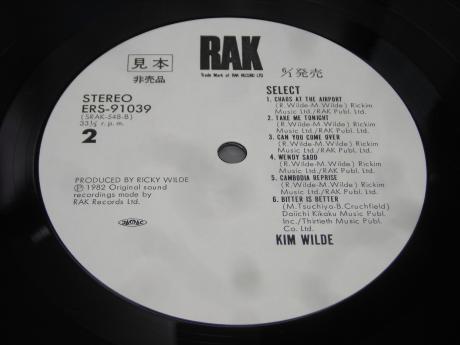 見本
非売品
RAK
Trade Mark of RAK RECORD LTD
6/1発売
STEREO
ERS-91039
(SRAK-548-B)
33⅓ r.p.m.
2
PRODUCED BY RICKY WILDE
Ⓟ 1982 Original sound
recordings made by
RAK Records Ltd.
JASRAC
SELECT
1. CHAOS AT THE AIRPORT
(R.Wilde-M.Wilde) Rickim
Music Ltd./RAK Publ. Ltd.
2. TAKE ME TONIGHT
(R.Wilde-M.Wilde) Rickim
Music Ltd./RAK Publ. Ltd.
3. CAN YOU COME OVER
(R.Wilde-M.Wilde) Rickim
Music Ltd./RAK Publ. Ltd.
4. WENDY SADD
(R.Wilde-M.Wilde) Rickim
Music Ltd./RAK Publ. Ltd.
5. CAMBODIA REPRISE
(R.Wilde-M.Wilde) Rickim
Music Ltd./RAK Publ. Ltd.
6. BITTER IS BETTER
(M.Tsuchiya-B.Cruchfield)
Daiichi Kikaku Music Publ.
Inc./Thirtieth Music Publ.
Co. Ltd.
KIM WILDE